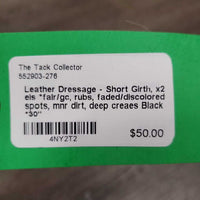 The Tack Collector
552903-276
Leather Dressage - Short Girth, x2
els *fair/gc, rubs, faded/discolored
spots, mnr dirt, deep creaes Black
*30"
4NY2T2
$50.00